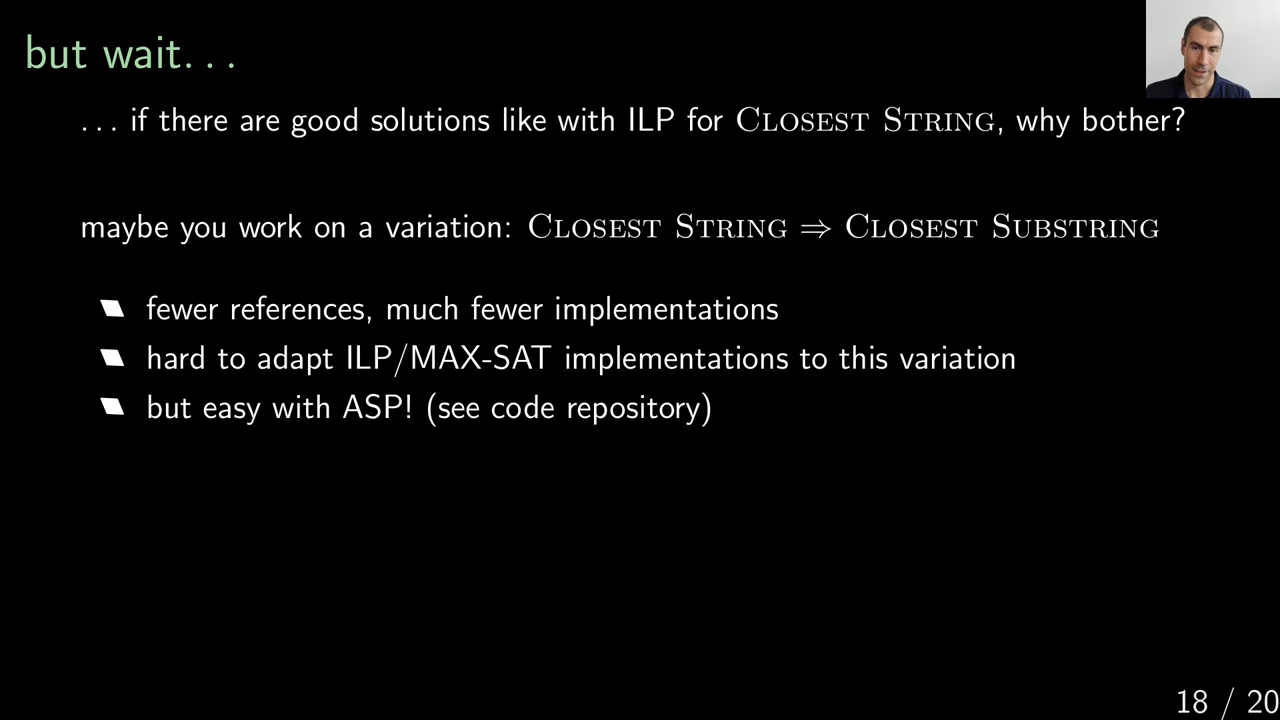 but wait...
... if there are good solutions like with ILP for CLOSEST STRING, why bother?
maybe you work on a variation: CLOSEST STRING ⇒ CLOSEST SUBSTRING
fewer references, much fewer implementations
hard to adapt ILP/MAX-SAT implementations to this variation
but easy with ASP! (see code repository)
18 / 20